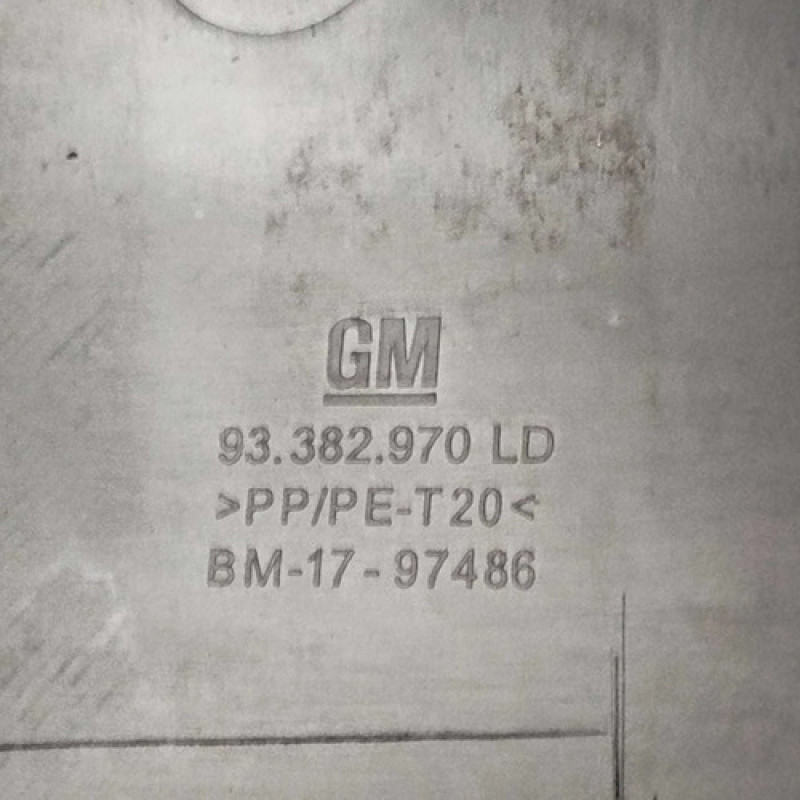 GM
93.382.970 LD
>PP/PE-T20<
BM-17-97486